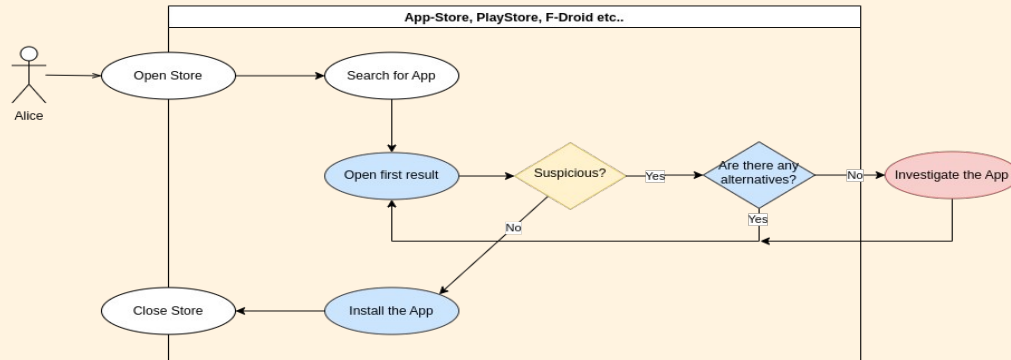 App-Store, PlayStore, F-Droid etc..
Open Store
Search for App
Alice
Open first result
Suspicious?
Yes
Are there any
alternatives?
No
Investigate the App
Yes
No
Close Store
Install the App